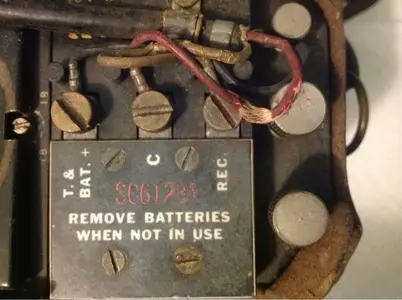 T. &
BAT. +
C
REC.
REMOVE BATTERIES
WHEN NOT IN USE